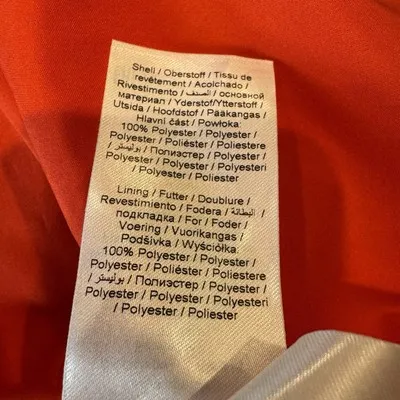 Shell / Oberstoff / Tissu de
revêtement / Acolchado /
Rivestimento / الصنف / основной
материал / Yderstof/Ytterstoff /
Utsida / Hoofdstof / Pääkangas /
Hlavní část / Powłoka:
100% Polyester / Polyester /
Polyester / Poliéster / Poliestere
/ بوليستر / Полиэстер / Polyester /
Polyester / Polyester / Polyesteri
/ Polyester / Poliester
Lining / Futter / Doublure /
Revestimiento / Fodera / البطانة /
подкладка / For / Foder /
Voering / Vuorikangas /
Podšívka / Wyściółka:
100% Polyester / Polyester /
Polyester / Poliéster / Poliestere
/ بوليستر / Полиэстер / Polyester
/ Polyester / Polyester / Polyesteri
/ Polyester / Poliester